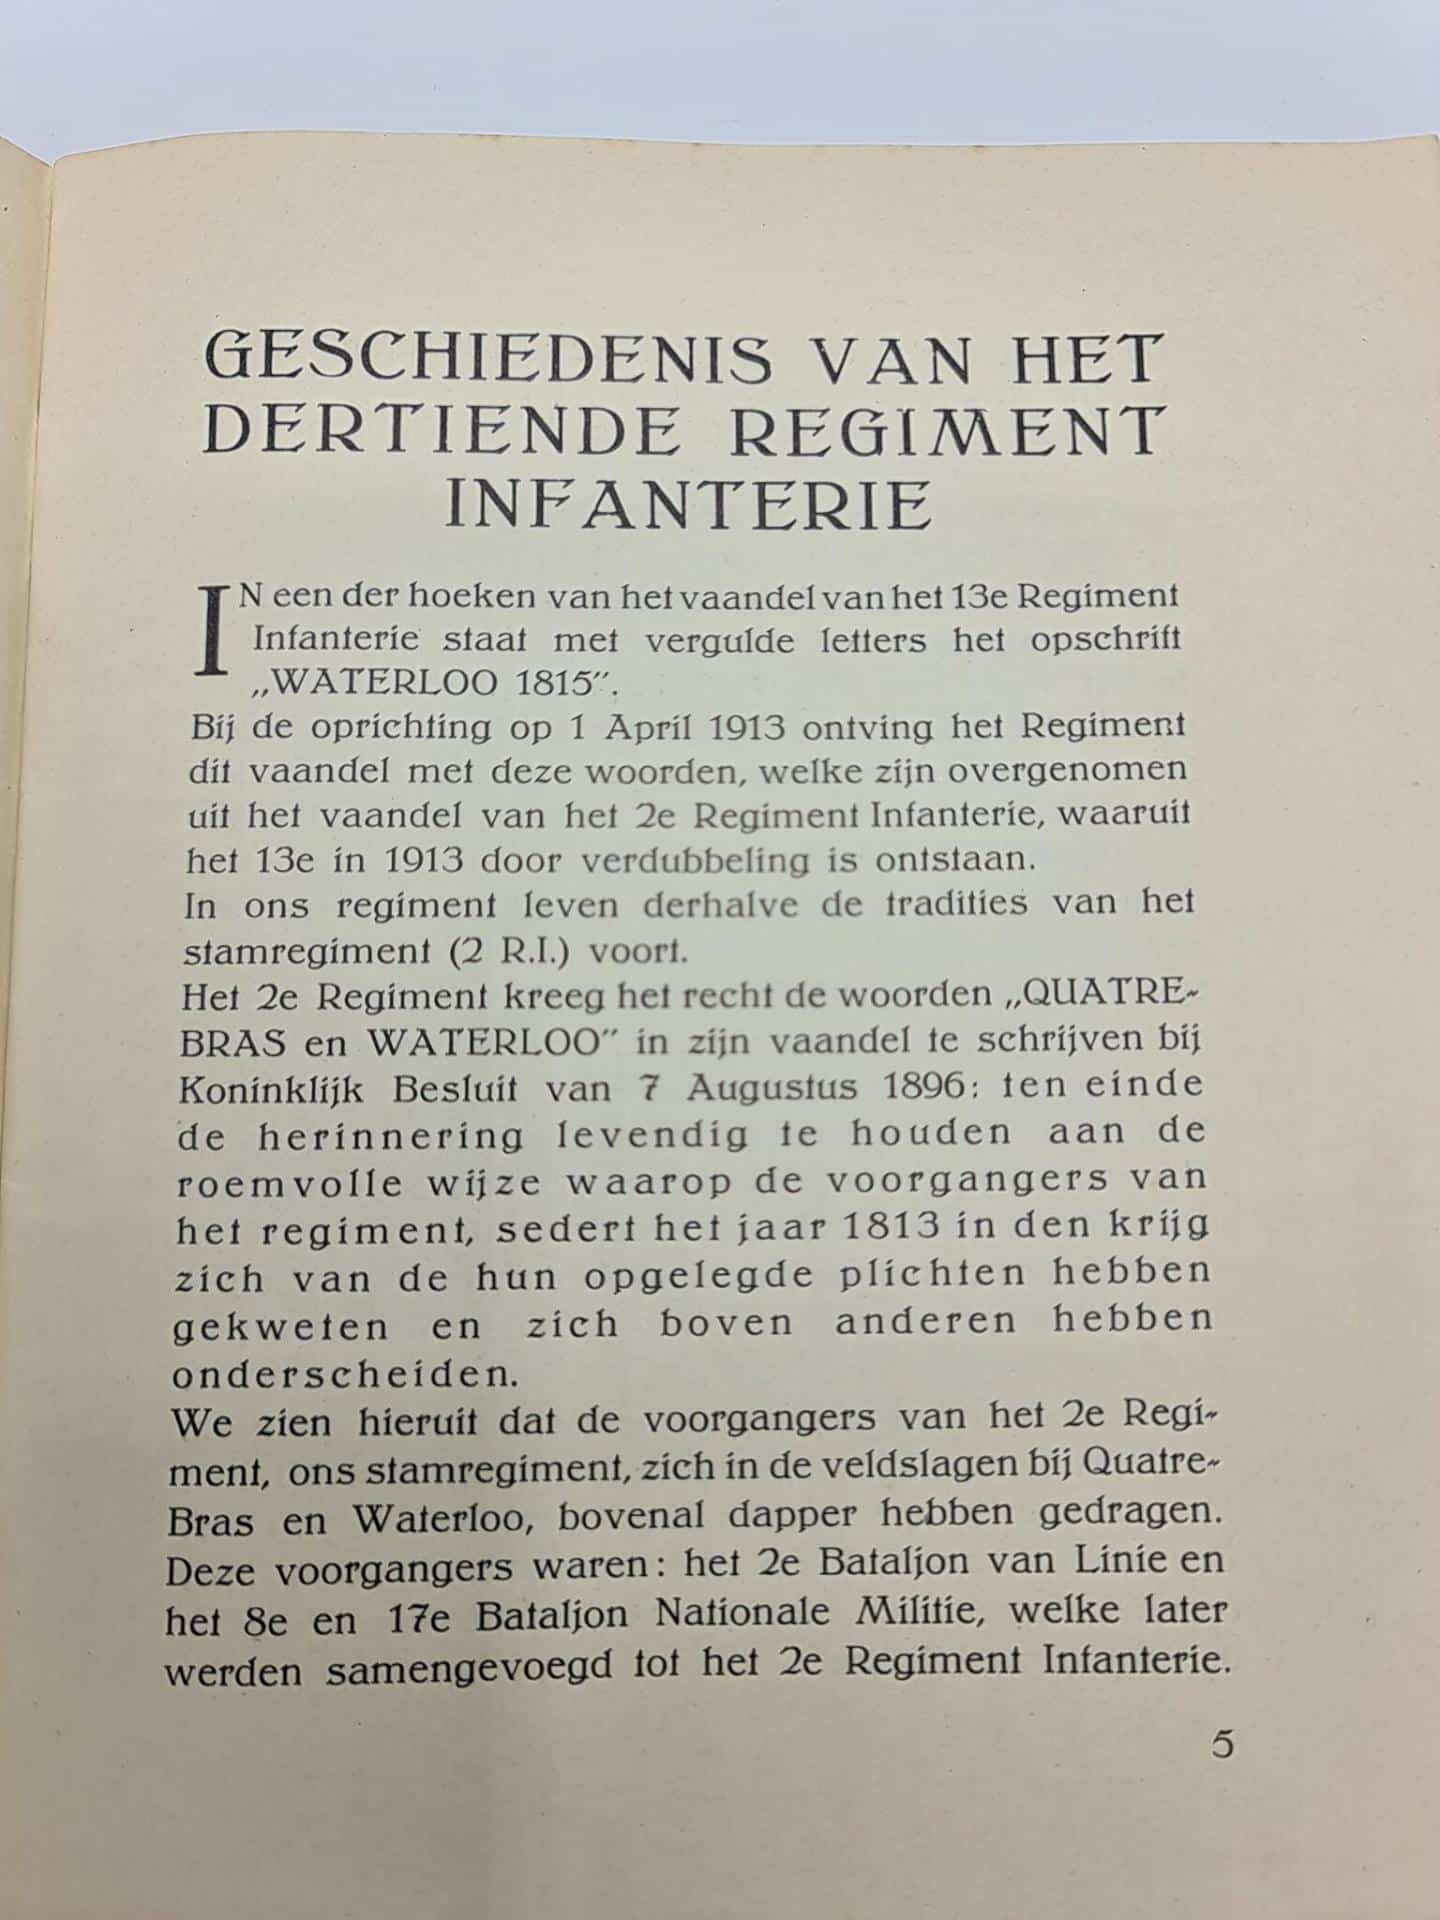 GESCHIEDENIS VAN HET
DERTIENDE REGIMENT
INFANTERIE
IN een der hoeken van het vaandel van het 13e Regiment
Infanterie staat met vergulde letters het opschrift
„WATERLOO 1815”.
Bij de oprichting op 1 April 1913 ontving het Regiment
dit vaandel met deze woorden, welke zijn overgenomen
uit het vaandel van het 2e Regiment Infanterie, waaruit
het 13e in 1913 door verdubbeling is ontstaan.
In ons regiment leven derhalve de tradities van het
stamregiment (2 R.I.) voort.
Het 2e Regiment kreeg het recht de woorden „QUATRE-
BRAS en WATERLOO” in zijn vaandel te schrijven bij
Koninklijk Besluit van 7 Augustus 1896: ten einde
de herinnering levendig te houden aan de
roemvolle wijze waarop de voorgangers van
het regiment, sedert het jaar 1813 in den krijg
zich van de hun opgelegde plichten hebben
gekweten en zich boven anderen hebben
onderscheiden.
We zien hieruit dat de voorgangers van het 2e Regi-
ment, ons stamregiment, zich in de veldslagen bij Quatre-
Bras en Waterloo, bovenal dapper hebben gedragen.
Deze voorgangers waren: het 2e Bataljon van Linie en
het 8e en 17e Bataljon Nationale Militie, welke later
werden samengevoegd tot het 2e Regiment Infanterie.
5